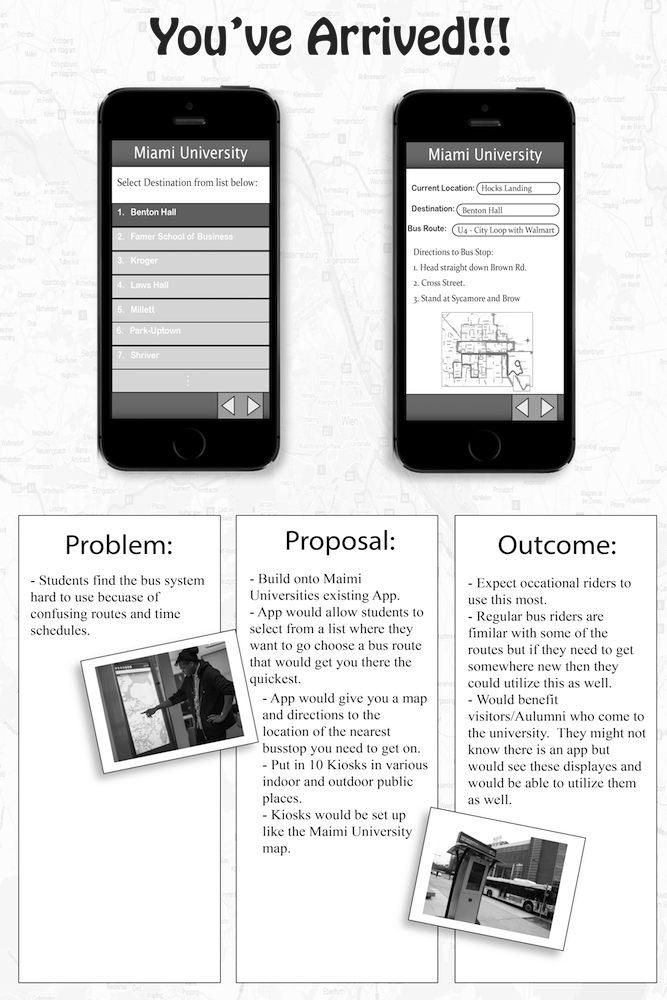 You've Arrived!!!
Miami University
Select Destination from list below:
1. Benton Hall
2. Famer School of Business
3. Kroger
4. Laws Hall
5. Millett
6. Park-Uptown
7. Shriver
Miami University
Current Location: Hocks Landing
Destination: Benton Hall
Bus Route: U4 - City Loop with Walmart
Directions to Bus Stop:
1. Head straight down Brown Rd.
2. Cross Street.
3. Stand at Sycamore and Brow
Problem:
- Students find the bus system
hard to use becuase of
confusing routes and time
schedules.
Proposal:
- Build onto Maimi
Universities existing App.
- App would allow students to
select from a list where they
want to go choose a bus route
that would get you there the
quickest.
- App would give you a map
and directions to the
location of the nearest
busstop you need to get on.
- Put in 10 Kiosks in various
indoor and outdoor public
places.
- Kiosks would be set up
like the Maimi University
map.
Outcome:
- Expect occational riders to
use this most.
- Regular bus riders are
fimilar with some of the
routes but if they need to get
somewhere new then they
could utilize this as well.
- Would benefit
visitors/Aulumni who come to
the university. They might not
know there is an app but
would see these displayes and
would be able to utilize them
as well.